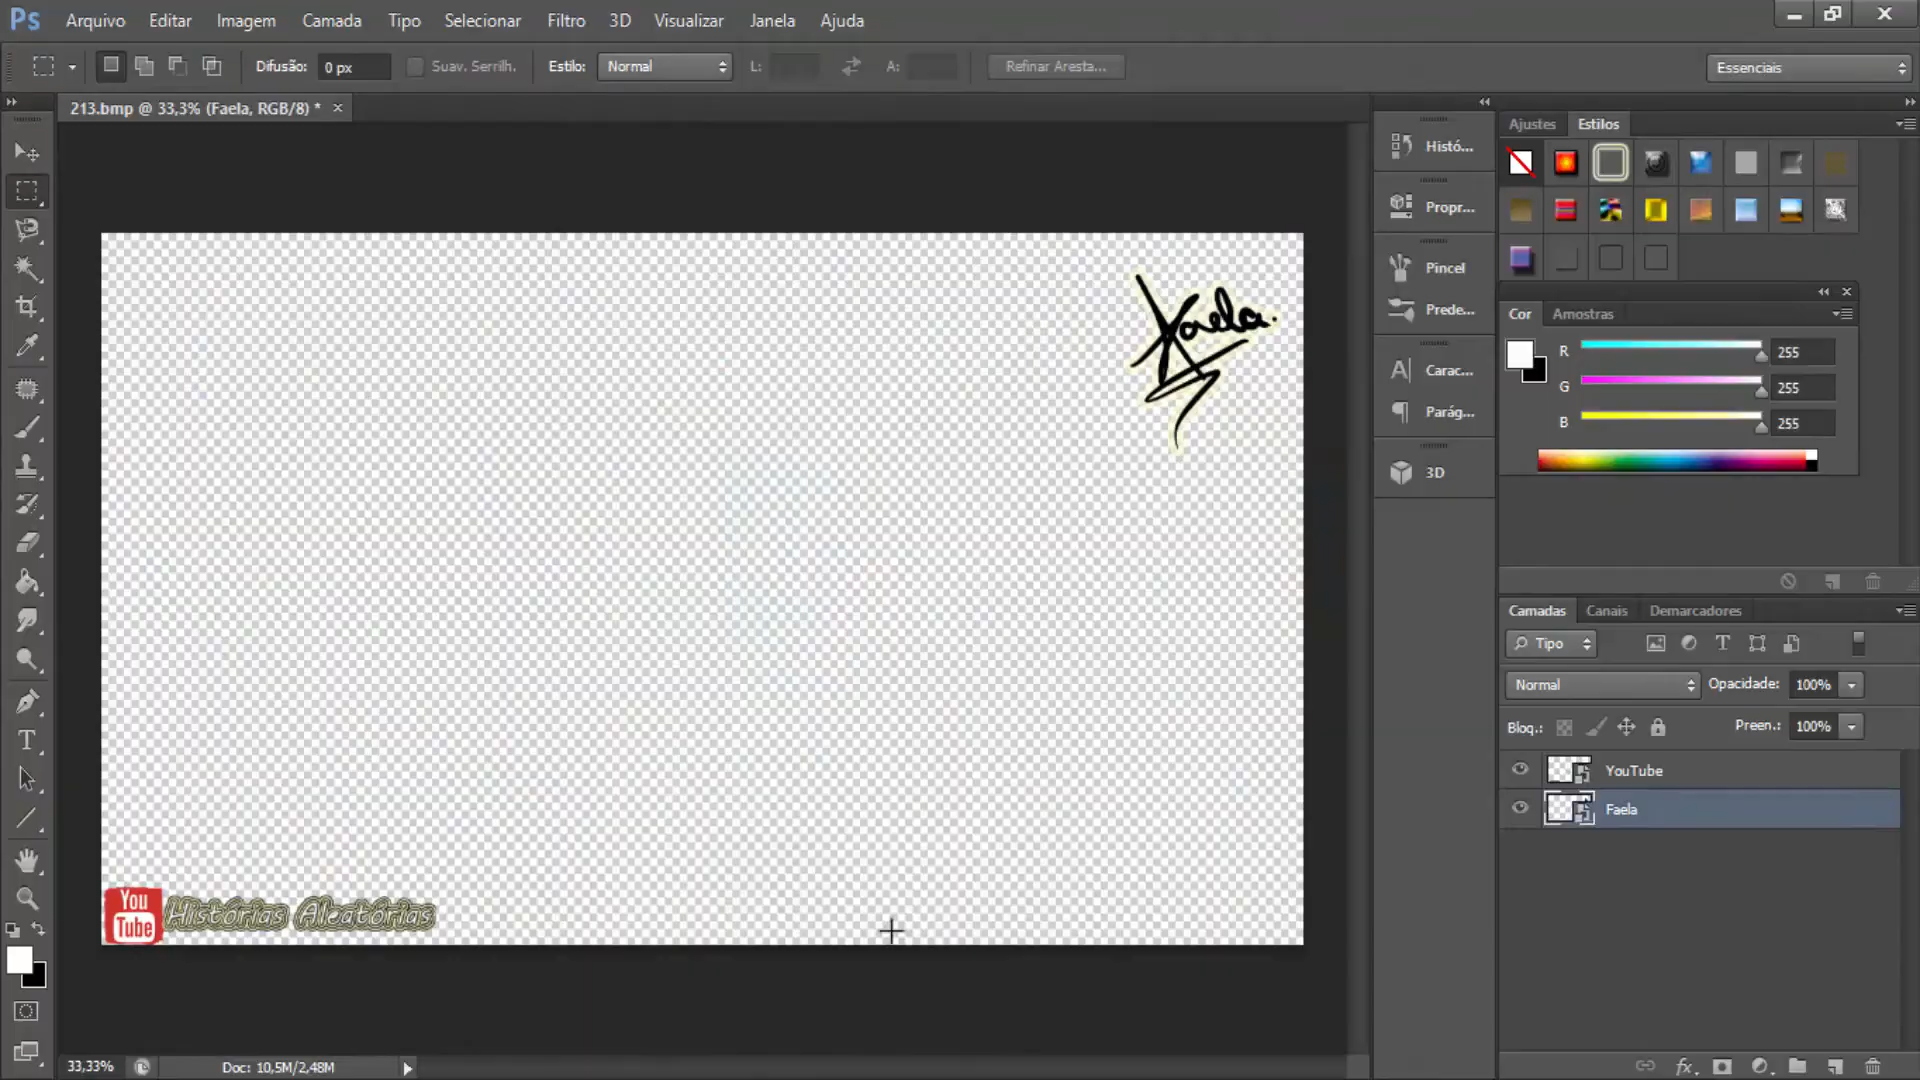 Ps Arquivo Editar Imagem Camada Tipo Selecionar Filtro 3D Visualizar Janela Ajuda
Difusão: 0 px Suav. Serrilh. Estilo: Normal L: A: Refinar Aresta... Essenciais
213.bmp @ 33,3% (Faela, RGB/8) * ×
Histó...
Propr...
Pincel
Prede...
Carac...
Parág...
3D
Ajustes Estilos
Cor Amostras
R 255
G 255
B 255
Faela.
Camadas Canais Demarcadores
Tipo
Normal Opacidade: 100%
Bloq.: Preen.: 100%
YouTube
Faela
You
Tube
Histórias Aleatórias
33,33% Doc: 10,5M/2,48M
fx